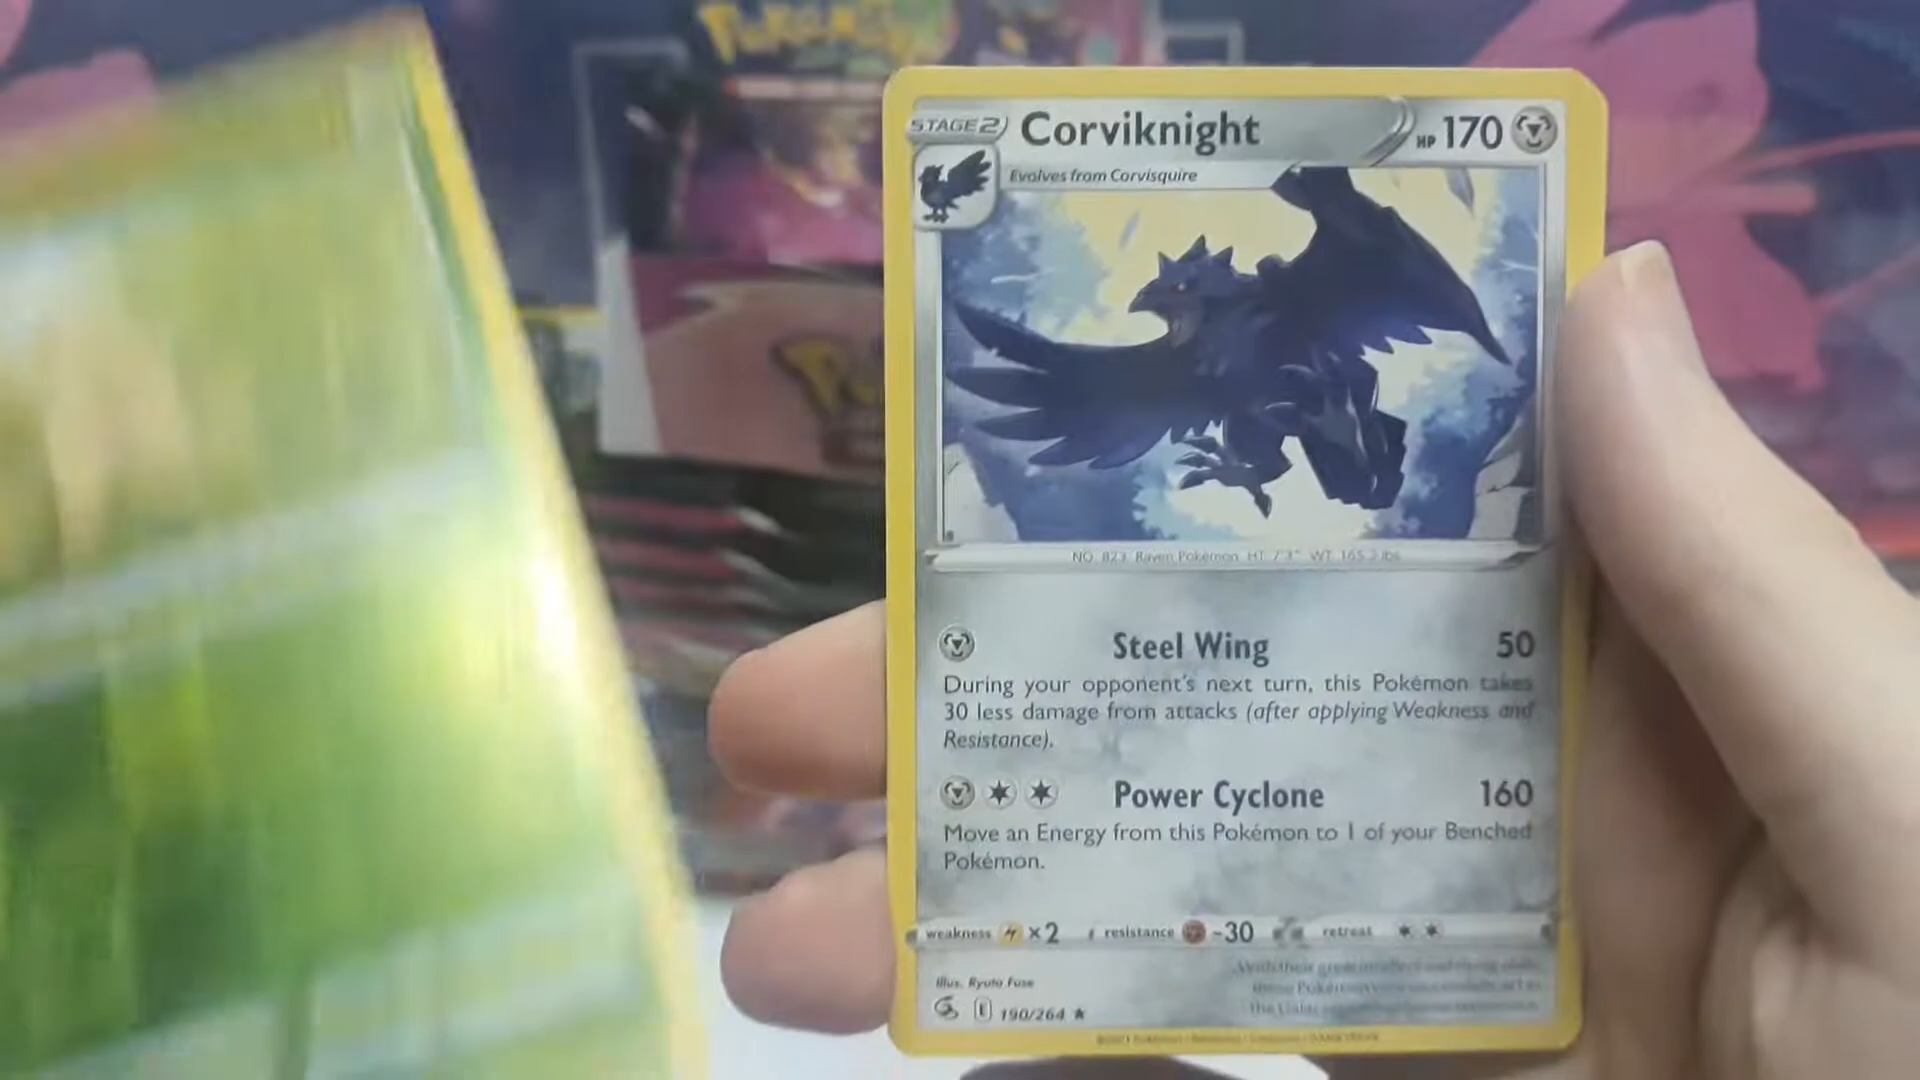 POKÉMON
STAGE 2 Corviknight HP 170
Evolves from Corvisquire
NO. 823 Raven Pokémon HT 7'3" WT 165.3 lbs.
Steel Wing 50
During your opponent's next turn, this Pokémon takes
30 less damage from attacks (after applying Weakness and
Resistance).
Power Cyclone 160
Move an Energy from this Pokémon to 1 of your Benched
Pokémon.
weakness ×2 resistance -30 retreat
Illus. Ryuta Fuse
E 190/264